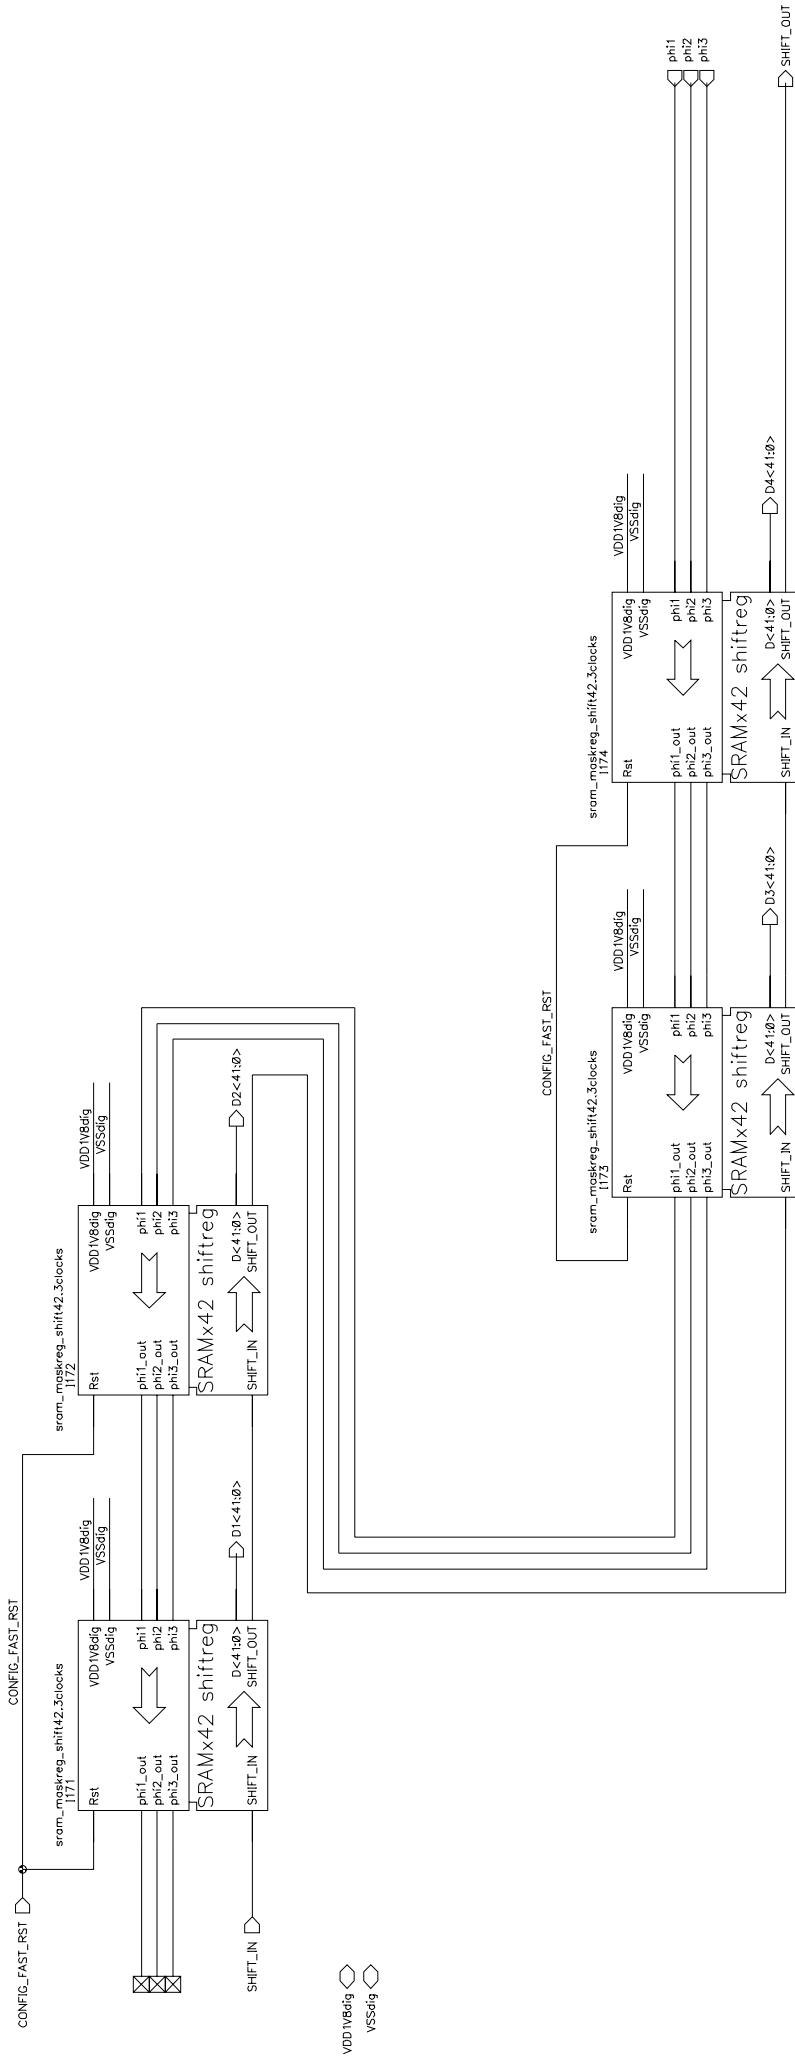 CONFIG_FAST_RST
CONFIG_FAST_RST
sram_maskreg_shift42.3clocks
I171
Rst
VDD1V8dig
VSSdig
VDD1V8dig
VSSdig
phi1_out
phi2_out
phi3_out
phi1
phi2
phi3
SRAMx42 shiftreg
D<41:0>
D1<41:0>
SHIFT_IN
SHIFT_IN
SHIFT_OUT
sram_maskreg_shift42.3clocks
I172
Rst
VDD1V8dig
VSSdig
VDD1V8dig
VSSdig
phi1_out
phi2_out
phi3_out
phi1
phi2
phi3
SRAMx42 shiftreg
D<41:0>
D2<41:0>
SHIFT_IN
SHIFT_OUT
VDD1V8dig
VSSdig
CONFIG_FAST_RST
sram_maskreg_shift42.3clocks
I173
Rst
VDD1V8dig
VSSdig
VDD1V8dig
VSSdig
phi1_out
phi2_out
phi3_out
phi1
phi2
phi3
SRAMx42 shiftreg
D<41:0>
D3<41:0>
SHIFT_IN
SHIFT_OUT
sram_maskreg_shift42.3clocks
I174
Rst
VDD1V8dig
VSSdig
VDD1V8dig
VSSdig
phi1_out
phi2_out
phi3_out
phi1
phi2
phi3
SRAMx42 shiftreg
D<41:0>
D4<41:0>
SHIFT_IN
SHIFT_OUT
phi1
phi2
phi3
SHIFT_OUT